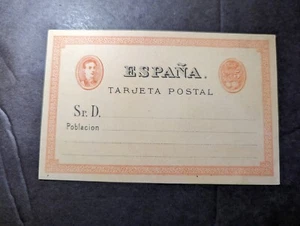 ESPAÑA.
TARJETA POSTAL
Sr. D.
Poblacion